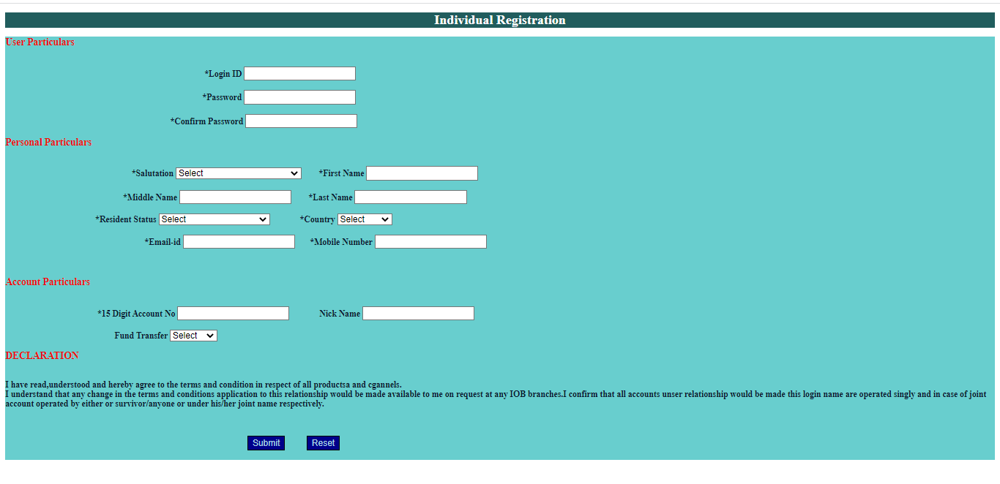 Individual Registration
User Particulars
*Login ID
*Password
*Confirm Password
Personal Particulars
*Salutation Select *First Name
*Middle Name *Last Name
*Resident Status Select *Country Select
*Email-id *Mobile Number
Account Particulars
*15 Digit Account No Nick Name
Fund Transfer Select
DECLARATION
I have read,understood and hereby agree to the terms and condition in respect of all productsa and cgannels.
I understand that any change in the terms and conditions application to this relationship would be made available to me on request at any IOB branches.I confirm that all accounts unser relationship would be made this login name are operated singly and in case of joint
account operated by either or survivor/anyone or under his/her joint name respectively.
Submit Reset